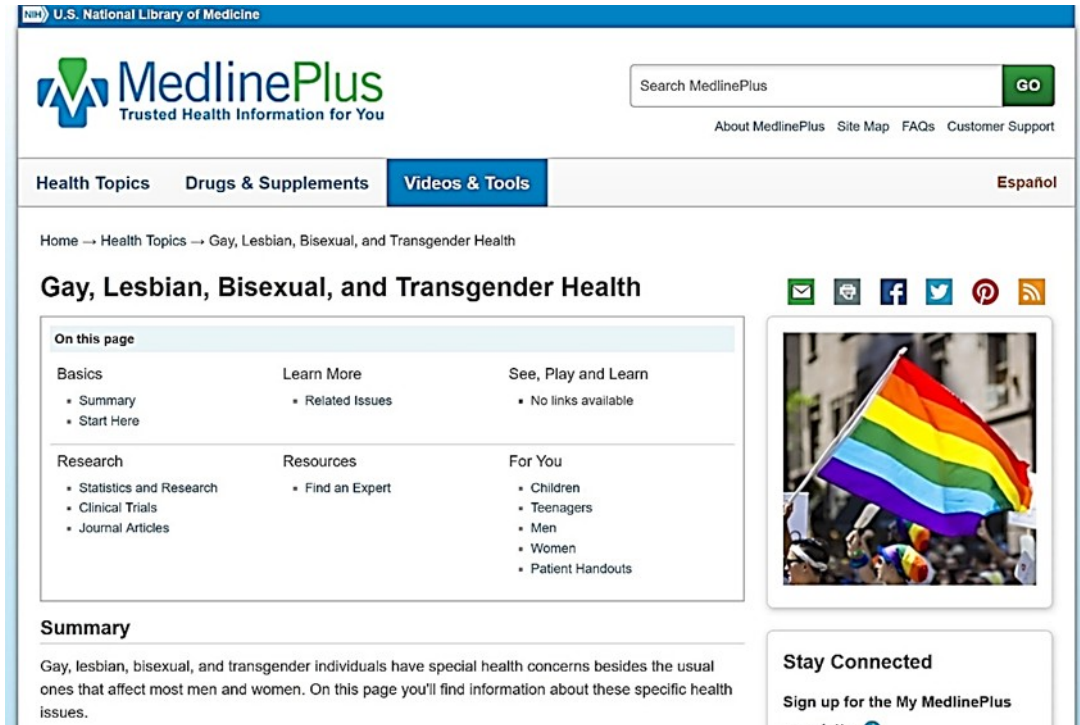 NIH U.S. National Library of Medicine
MedlinePlus
Trusted Health Information for You
Search MedlinePlus
GO
About MedlinePlus Site Map FAQs Customer Support
Health Topics Drugs & Supplements Videos & Tools Español
Home → Health Topics → Gay, Lesbian, Bisexual, and Transgender Health
Gay, Lesbian, Bisexual, and Transgender Health
On this page
Basics
Summary
Start Here
Learn More
Related Issues
See, Play and Learn
No links available
Research
Statistics and Research
Clinical Trials
Journal Articles
Resources
Find an Expert
For You
Children
Teenagers
Men
Women
Patient Handouts
Summary
Gay, lesbian, bisexual, and transgender individuals have special health concerns besides the usual
ones that affect most men and women. On this page you'll find information about these specific health
issues.
Stay Connected
Sign up for the My MedlinePlus